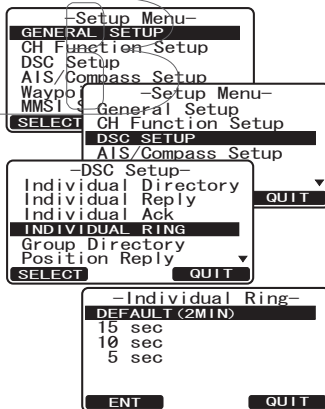 –Setup Menu–
GENERAL SETUP
CH Function Setup
DSC Setup
AIS/Compass Setup
SELECT
–Setup Menu–
General Setup
CH Function Setup
DSC SETUP
AIS/Compass Setup
QUIT
–DSC Setup–
Individual Directory
Individual Reply
Individual Ack
INDIVIDUAL RING
Group Directory
Position Reply
SELECT QUIT
–Individual Ring–
DEFAULT(2MIN)
15 sec
10 sec
5 sec
ENT QUIT